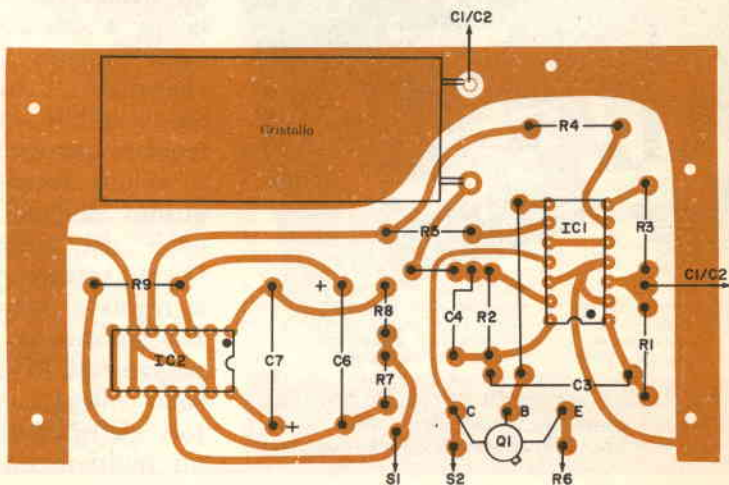 C1/C2
Cristallo
R4
IC1
R5
R3
C1/C2
R9
+
R8
C4
R2
IC2
C7
C6
R1
R7
C3
+
C
B
E
Q1
S1
S2
R6